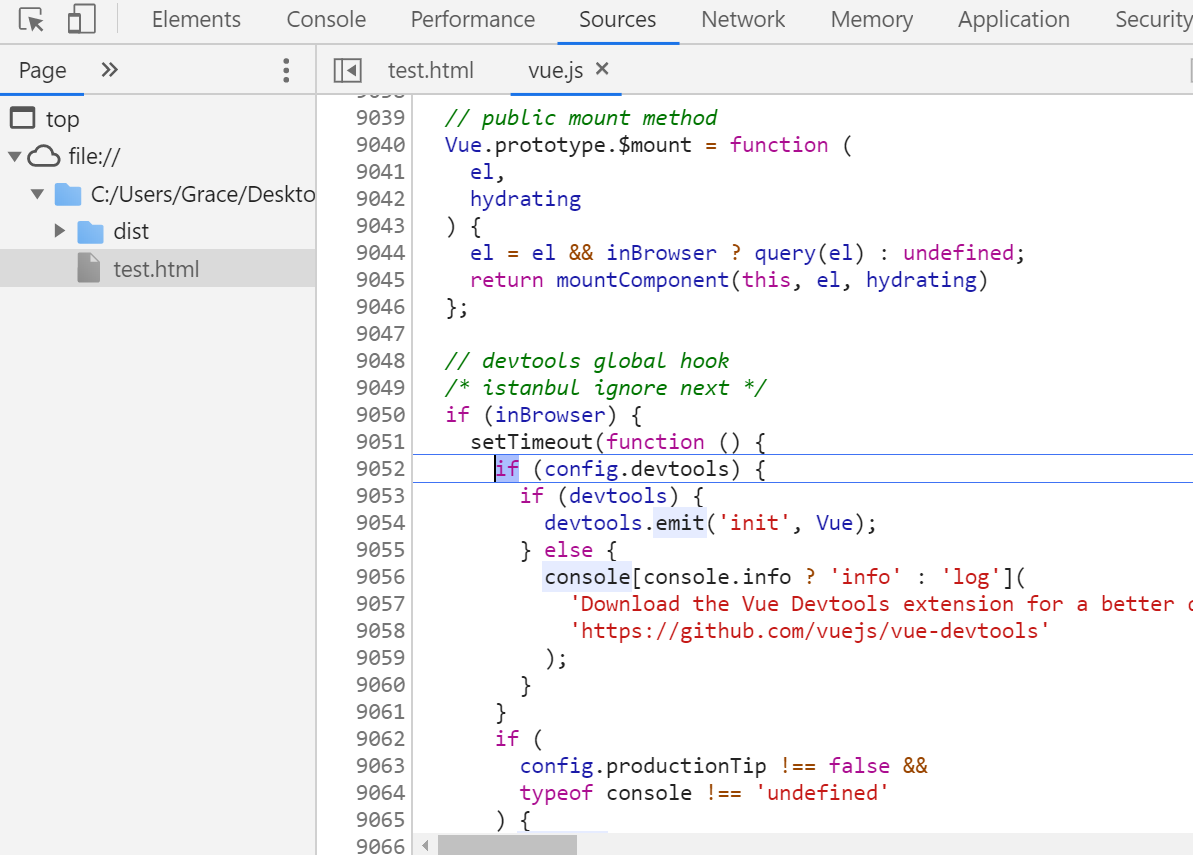 Elements Console Performance Sources Network Memory Application Security
Page » test.html vue.js ×
top
file://
C:/Users/Grace/Deskto
dist
test.html
9039 // public mount method
9040 Vue.prototype.$mount = function (
9041 el,
9042 hydrating
9043 ) {
9044 el = el && inBrowser ? query(el) : undefined;
9045 return mountComponent(this, el, hydrating)
9046 };
9047
9048 // devtools global hook
9049 /* istanbul ignore next */
9050 if (inBrowser) {
9051 setTimeout(function () {
9052 if (config.devtools) {
9053 if (devtools) {
9054 devtools.emit('init', Vue);
9055 } else {
9056 console[console.info ? 'info' : 'log'](
9057 'Download the Vue Devtools extension for a better
9058 'https://github.com/vuejs/vue-devtools'
9059 );
9060 }
9061 }
9062 if (
9063 config.productionTip !== false &&
9064 typeof console !== 'undefined'
9065 ) {
9066